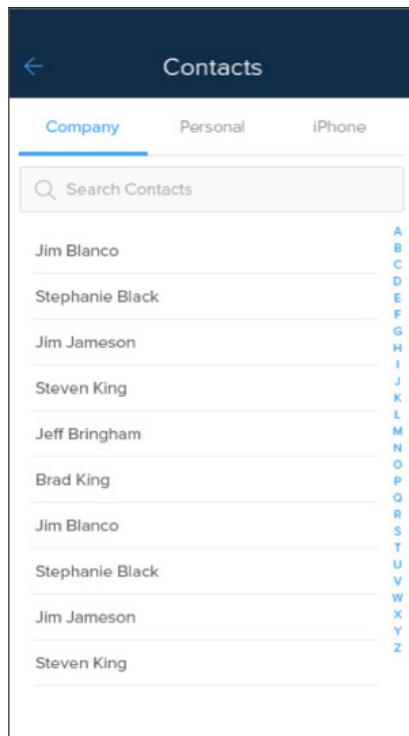 Contacts
Company Personal iPhone
Search Contacts
Jim Blanco
Stephanie Black
Jim Jameson
Steven King
Jeff Bringham
Brad King
Jim Blanco
Stephanie Black
Jim Jameson
Steven King
A
B
C
D
E
F
G
H
I
J
K
L
M
N
O
P
Q
R
S
T
U
V
W
X
Y
Z